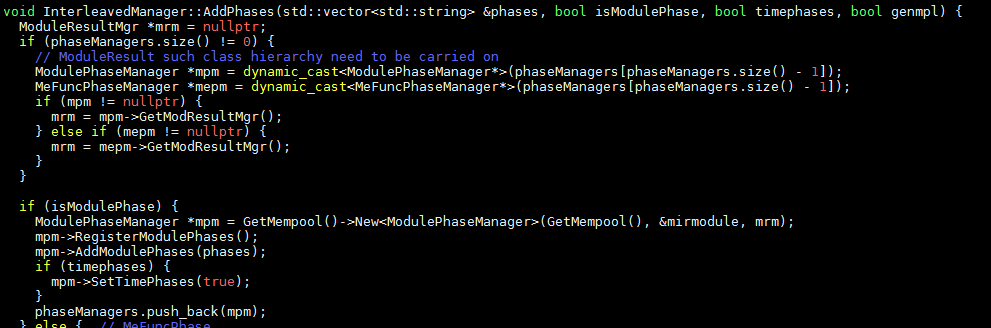 void InterleavedManager::AddPhases(std::vector<std::string> &phases, bool isModulePhase, bool timephases, bool genmpl) {
  ModuleResultMgr *mrm = nullptr;
  if (phaseManagers.size() != 0) {
    // ModuleResult such class hierarchy need to be carried on
    ModulePhaseManager *mpm = dynamic_cast<ModulePhaseManager*>(phaseManagers[phaseManagers.size() - 1]);
    MeFuncPhaseManager *mepm = dynamic_cast<MeFuncPhaseManager*>(phaseManagers[phaseManagers.size() - 1]);
    if (mpm != nullptr) {
      mrm = mpm->GetModResultMgr();
    } else if (mepm != nullptr) {
      mrm = mepm->GetModResultMgr();
    }
  }

  if (isModulePhase) {
    ModulePhaseManager *mpm = GetMempool()->New<ModulePhaseManager>(GetMempool(), &mirmodule, mrm);
    mpm->RegisterModulePhases();
    mpm->AddModulePhases(phases);
    if (timephases) {
      mpm->SetTimePhases(true);
    }
    phaseManagers.push_back(mpm);
  } else {  // MeFuncPhase